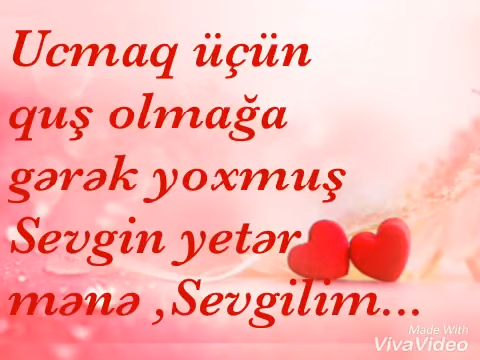 Ucmaq üçün
quş olmağa
gərək yoxmuş
Sevgin yetər
mənə ,Sevgilim...
Made With
VivaVideo